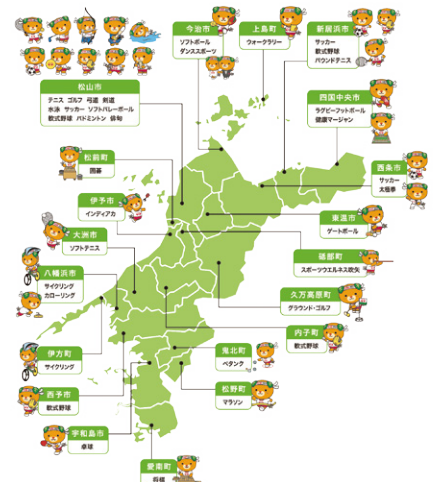 今治市
ソフトボール
ダンススポーツ
上島町
ウォークラリー
新居浜市
サッカー
軟式野球
バウンドテニス
松山市
テニス ゴルフ 弓道 剣道
水泳 サッカー ソフトバレーボール
軟式野球 バドミントン 俳句
四国中央市
ラグビーフットボール
健康マージャン
松前町
囲碁
西条市
サッカー
太極拳
伊予市
インディアカ
東温市
ゲートボール
大洲市
ソフトテニス
砥部町
スポーツウエルネス吹矢
八幡浜市
サイクリング
カローリング
久万高原町
グラウンド・ゴルフ
伊方町
サイクリング
内子町
軟式野球
鬼北町
ペタンク
西予市
軟式野球
松野町
マラソン
宇和島市
卓球
愛南町
将棋